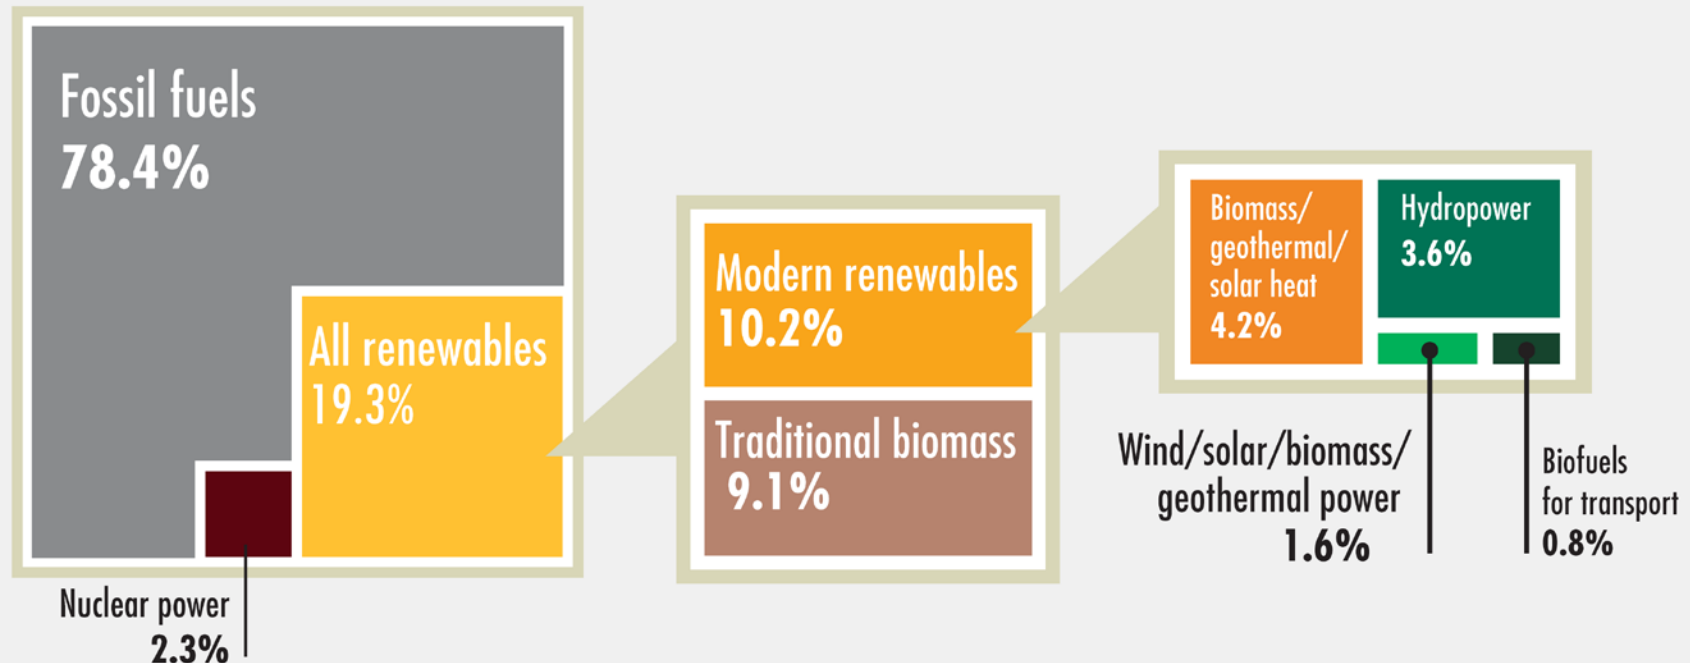 Fossil fuels
78.4%
All renewables
19.3%
Nuclear power
2.3%
Modern renewables
10.2%
Traditional biomass
9.1%
Biomass/
geothermal/
solar heat
4.2%
Hydropower
3.6%
Wind/solar/biomass/
geothermal power
1.6%
Biofuels
for transport
0.8%